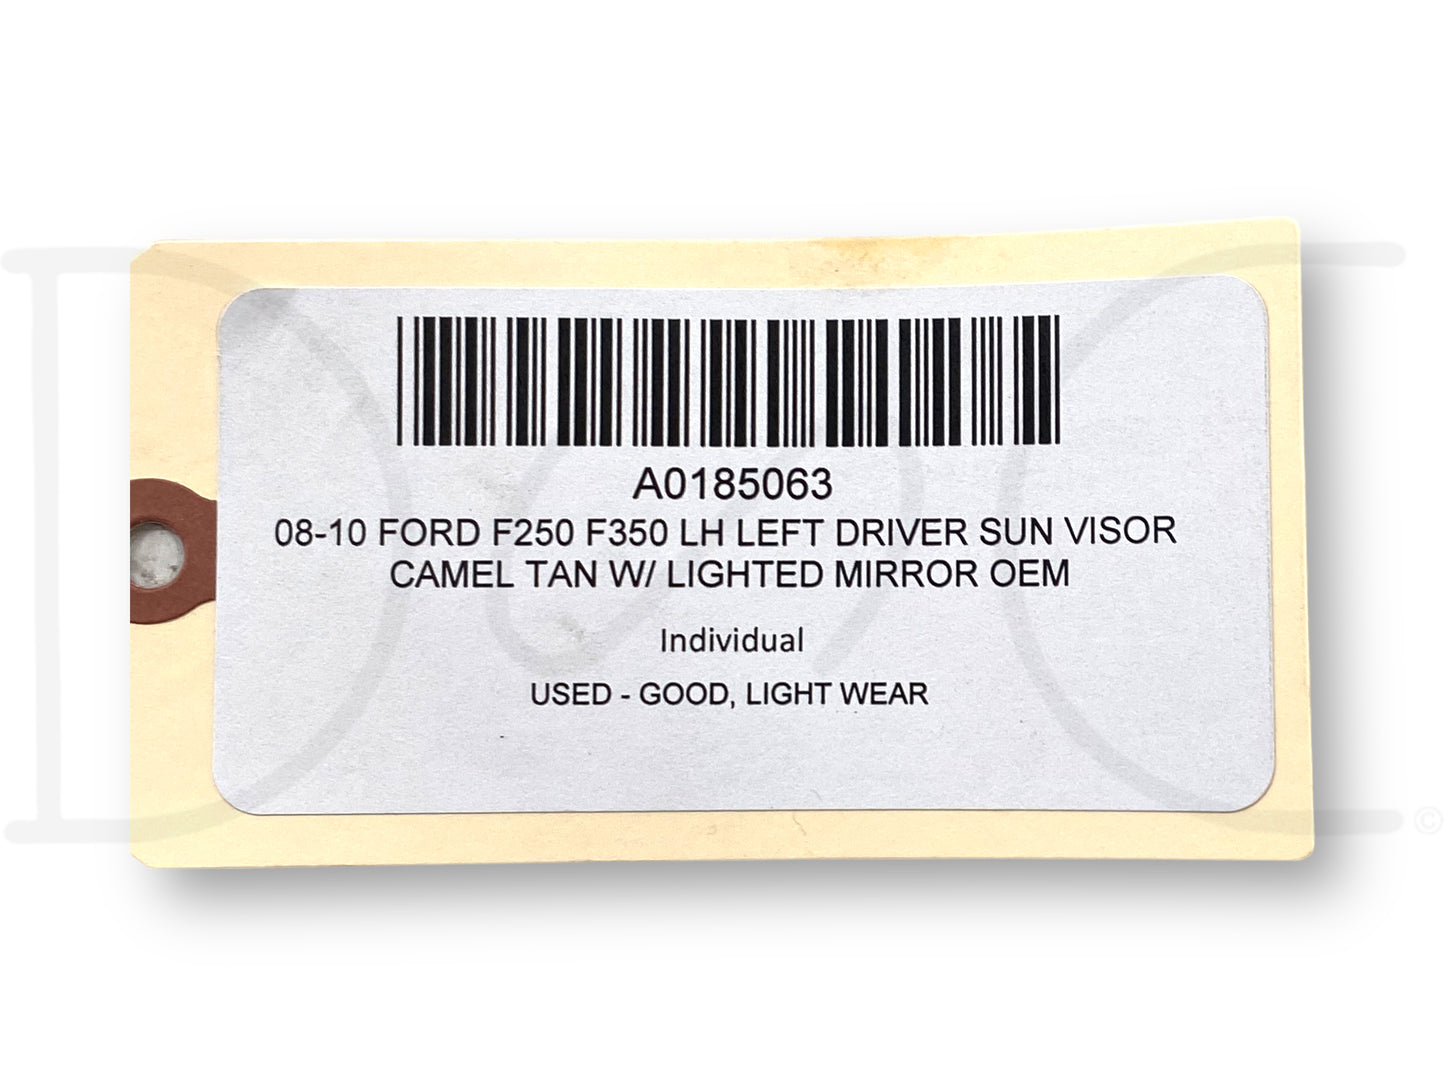 A0185063
08-10 FORD F250 F350 LH LEFT DRIVER SUN VISOR
CAMEL TAN W/ LIGHTED MIRROR OEM
Individual
USED - GOOD, LIGHT WEAR
©